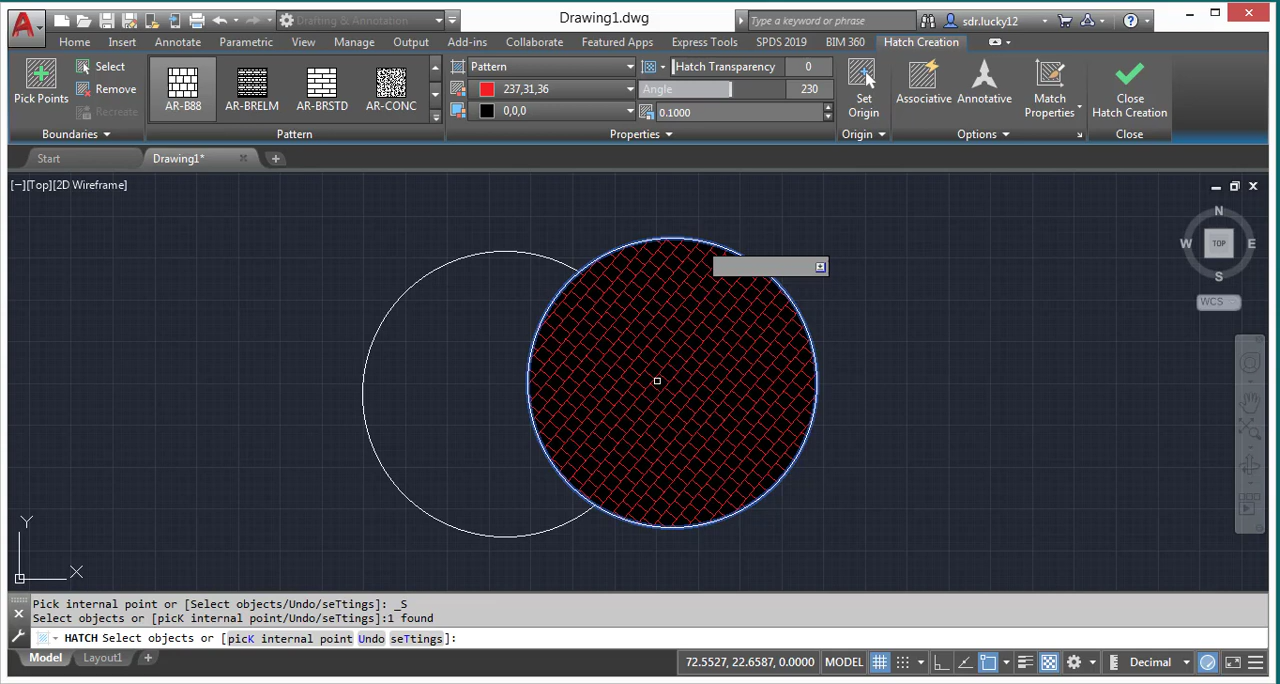 Drafting & Annotation
Drawing1.dwg
Type a keyword or phrase
sdr.lucky12
Home Insert Annotate Parametric View Manage Output Add-ins Collaborate Featured Apps Express Tools SPDS 2019 BIM 360 Hatch Creation
Pick Points
Select
Remove
Recreate
Boundaries
AR-B88 AR-BRELM AR-BRSTD AR-CONC
Pattern
Pattern
237,31,36
0,0,0
Hatch Transparency 0
Angle 230
0.1000
Properties
Set
Origin
Origin
Associative Annotative
Match
Properties
Options
Close
Hatch Creation
Close
Start Drawing1*
[−][Top][2D Wireframe]
N
W TOP E
S
WCS
Y
X
Pick internal point or [Select objects/Undo/seTtings]: _S
Select objects or [picK internal point/Undo/seTtings]:1 found
HATCH Select objects or [picK internal point Undo seTtings]:
Model Layout1 +
72.5527, 22.6587, 0.0000 MODEL Decimal